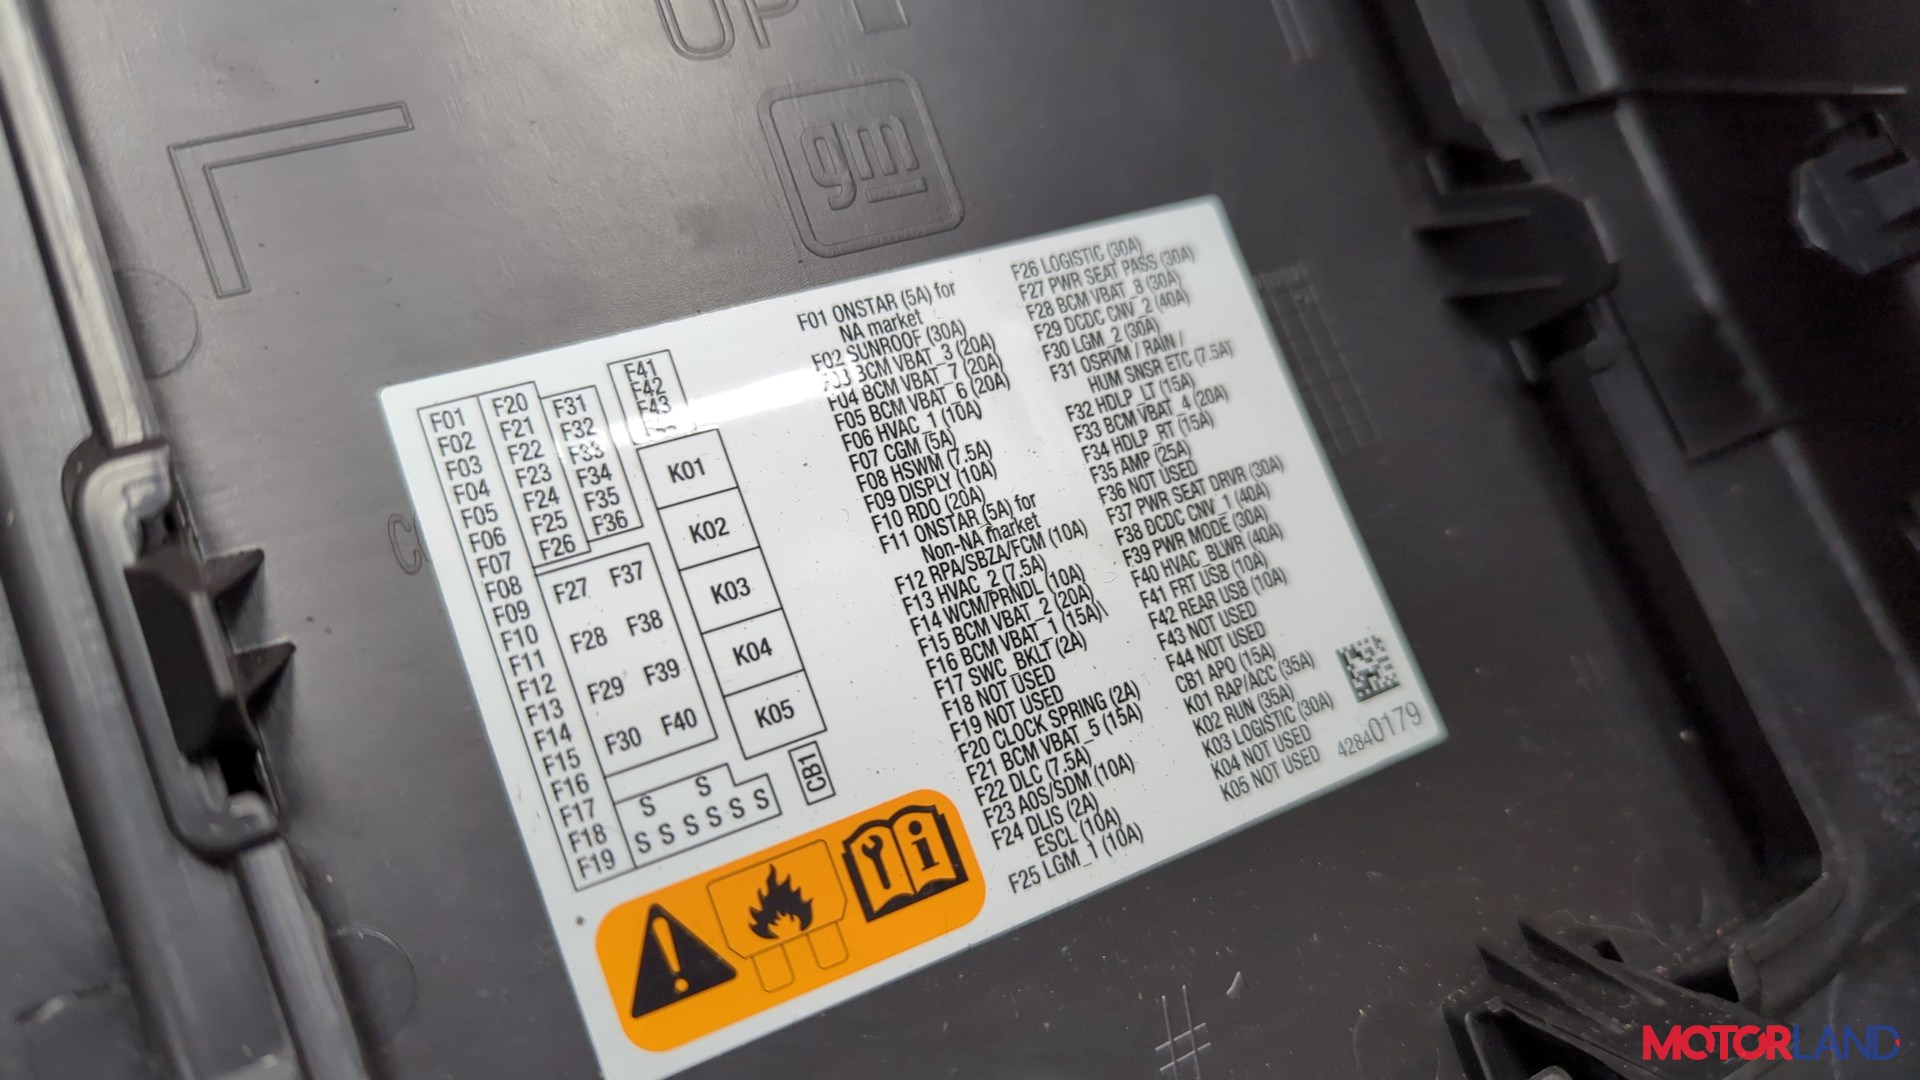 UP
gm
F01
F02
F03
F04
F05
F06
F07
F08
F09
F10
F11
F12
F13
F14
F15
F16
F17
F18
F19
F20
F21
F22
F23
F24
F25
F26
F31
F32
F33
F34
F35
F36
F41
F42
F43
F27 F37
F28 F38
F29 F39
F30 F40
K01
K02
K03
K04
K05
S S
S S S S S S
CB1
F01 ONSTAR (5A) for
NA market
F02 SUNROOF (30A)
F03 BCM VBAT_3 (20A)
F04 BCM VBAT_7 (20A)
F05 BCM VBAT_6 (20A)
F06 HVAC_1 (10A)
F07 CGM (5A)
F08 HSWM (7.5A)
F09 DISPLY (10A)
F10 RDO (20A)
F11 ONSTAR (5A) for
Non-NA market
F12 RPA/SBZA/FCM (10A)
F13 HVAC_2 (7.5A)
F14 WCM/PRNDL (10A)
F15 BCM VBAT_2 (20A)
F16 BCM VBAT_1 (15A)\
F17 SWC_BKLT (2A)
F18 NOT USED
F19 NOT USED
F20 CLOCK SPRING (2A)
F21 BCM VBAT_5 (15A)
F22 DLC (7.5A)
F23 AOS/SDM (10A)
F24 DLIS (2A)
ESCL (10A)
F25 LGM_1 (10A)
F26 LOGISTIC (30A)
F27 PWR SEAT PASS (30A)
F28 BCM VBAT_8 (30A)
F29 DCDC CNV_2 (40A)
F30 LGM_2 (30A)
F31 OSRVM / RAIN /
HUM SNSR ETC (7.5A)
F32 HDLP_LT (15A)
F33 BCM VBAT_4 (20A)
F34 HDLP_RT (15A)
F35 AMP (25A)
F36 NOT USED
F37 PWR SEAT DRVR (30A)
F38 DCDC CNV_1 (40A)
F39 PWR MODE (30A)
F40 HVAC_BLWR (40A)
F41 FRT USB (10A)
F42 REAR USB (10A)
F43 NOT USED
F44 NOT USED
CB1 APO (15A)
K01 RAP/ACC (35A)
K02 RUN (35A)
K03 LOGISTIC (30A)
K04 NOT USED
K05 NOT USED
42840179
MOTORLAND